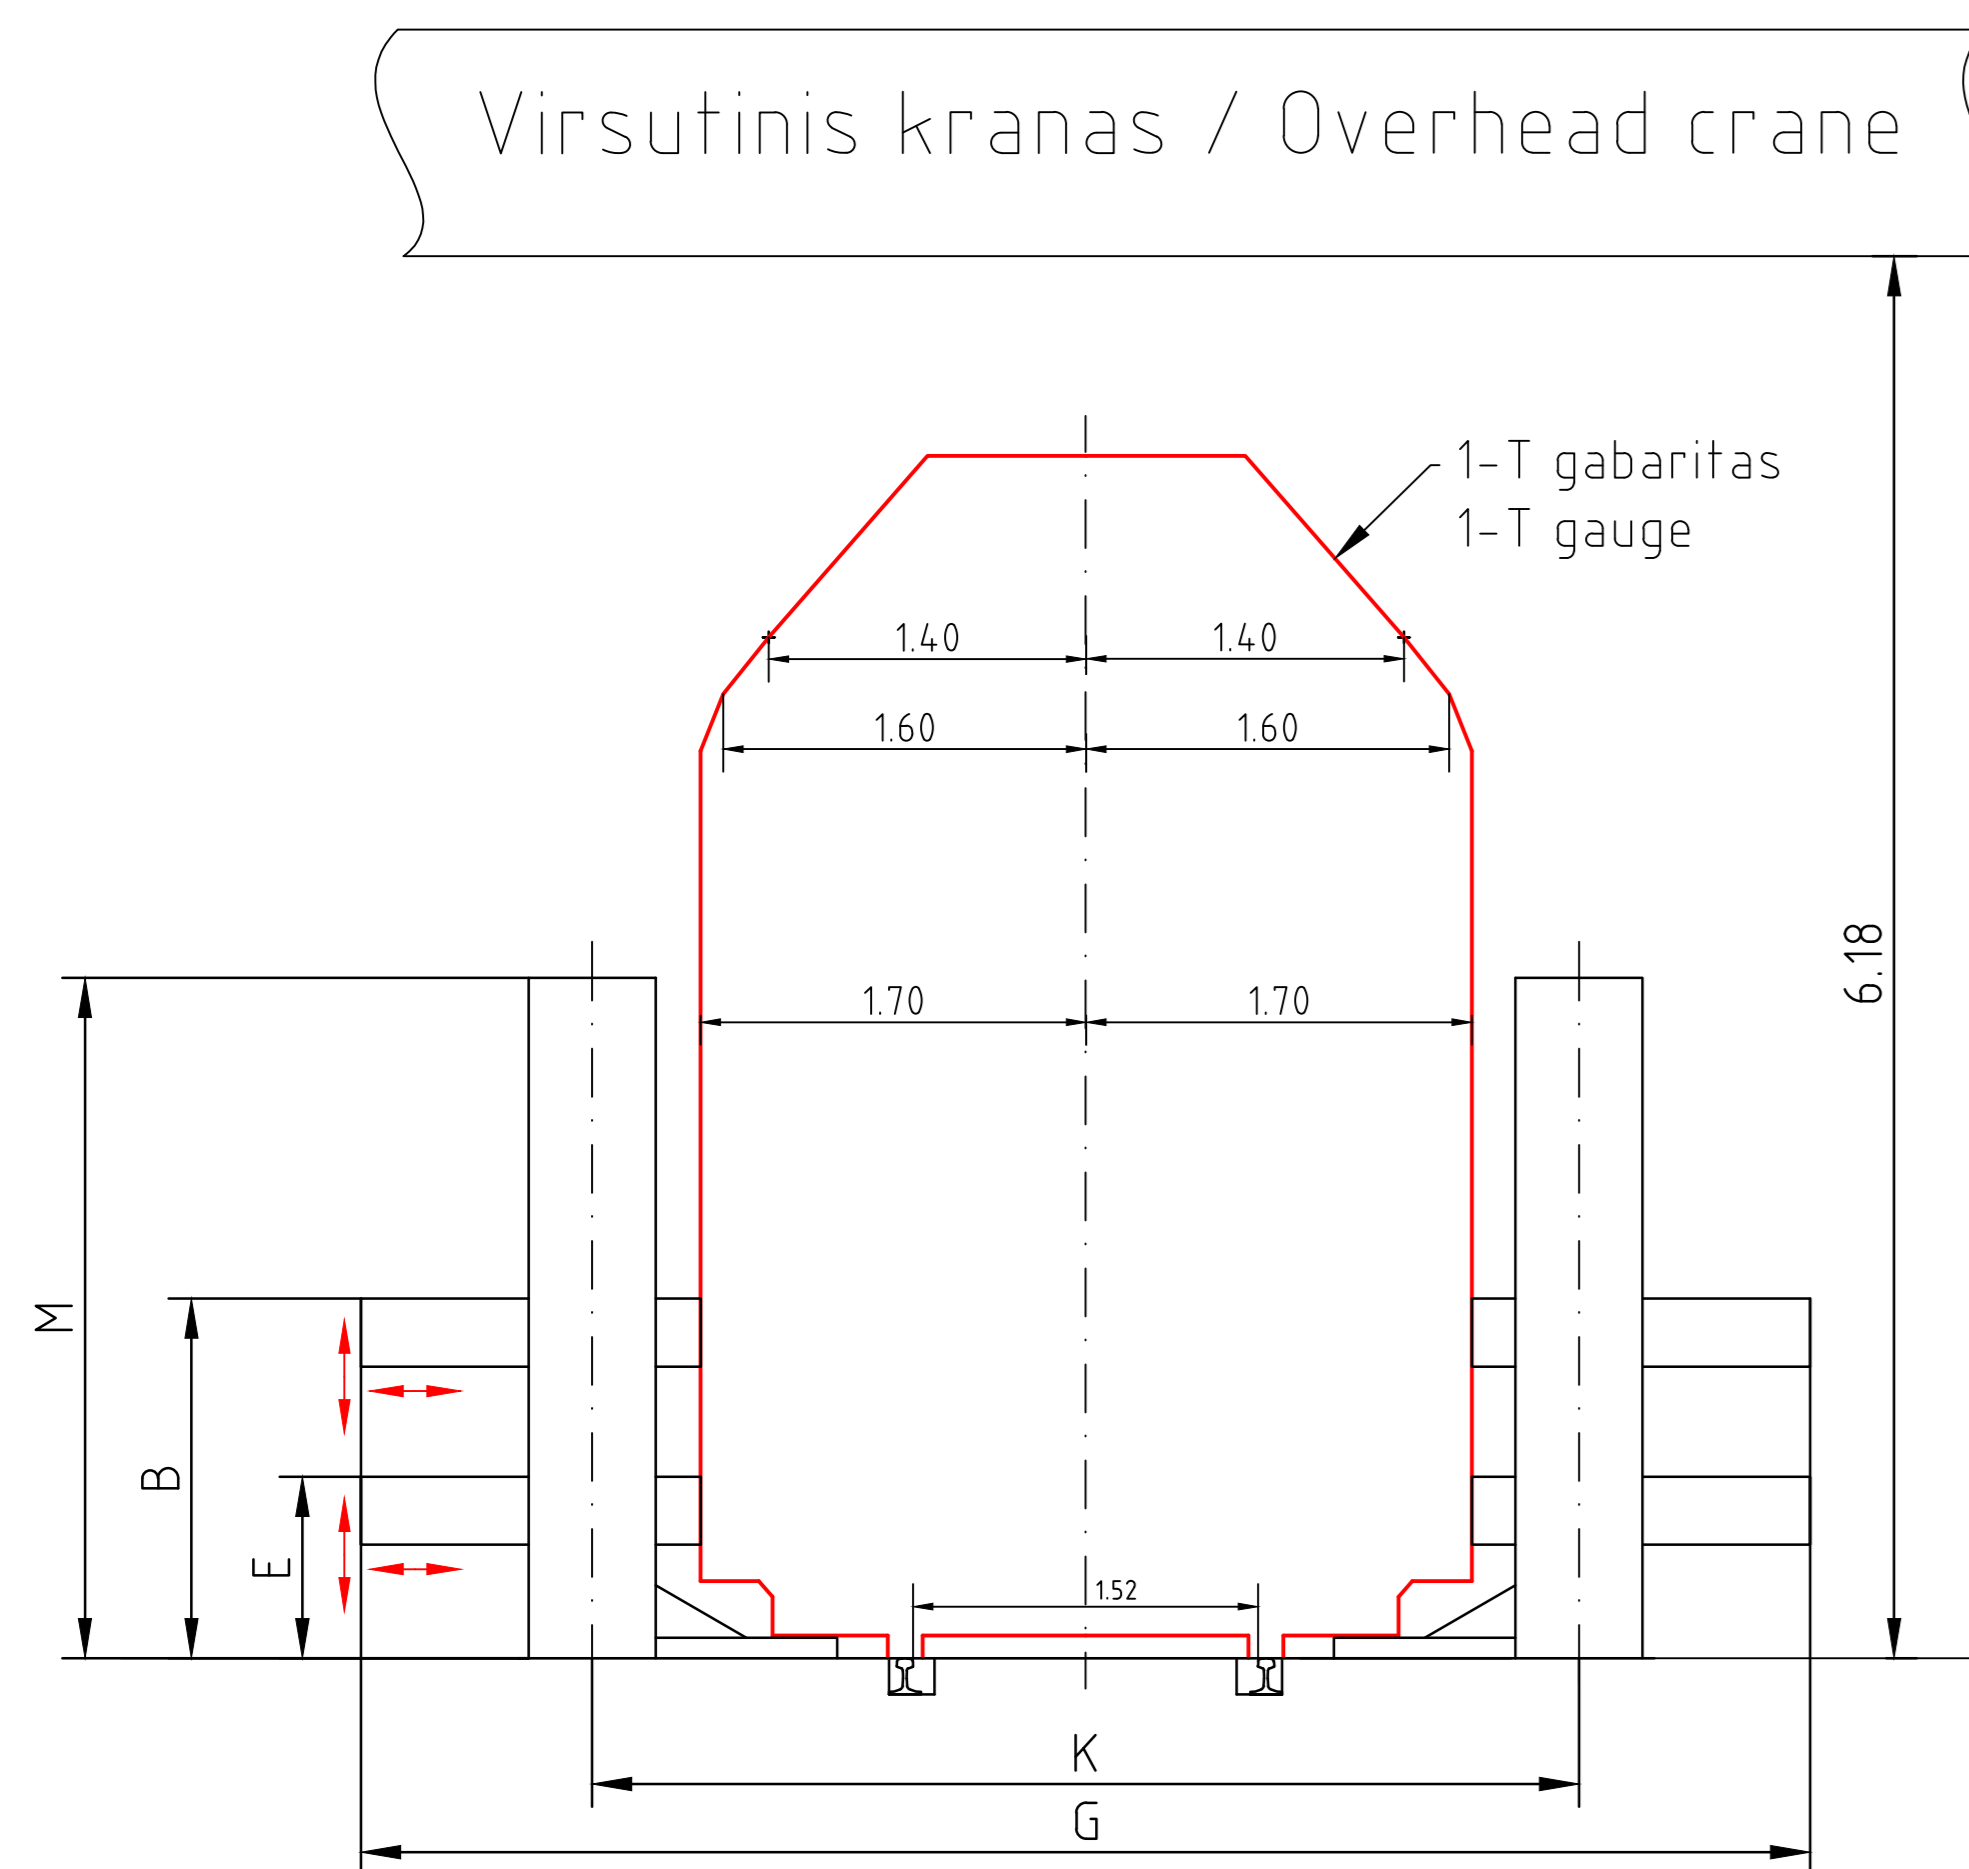 Virsutinis kranas / Overhead crane
1-T gabaritas
1-T gauge
1.40 1.40
1.60 1.60
6.18
1.70 1.70
M
B
E
1.52
K
G